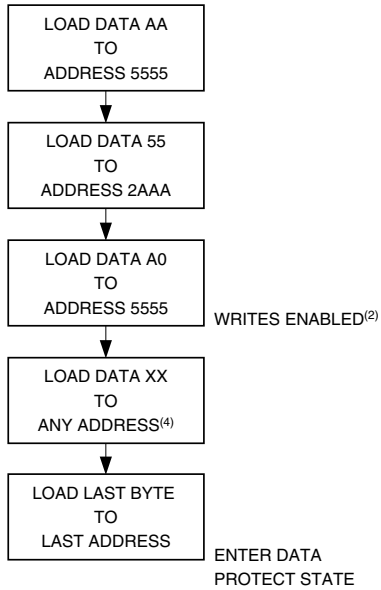 LOAD DATA AA
TO
ADDRESS 5555
LOAD DATA 55
TO
ADDRESS 2AAA
LOAD DATA A0
TO
ADDRESS 5555
WRITES ENABLED(2)
LOAD DATA XX
TO
ANY ADDRESS(4)
LOAD LAST BYTE
TO
LAST ADDRESS
ENTER DATA
PROTECT STATE